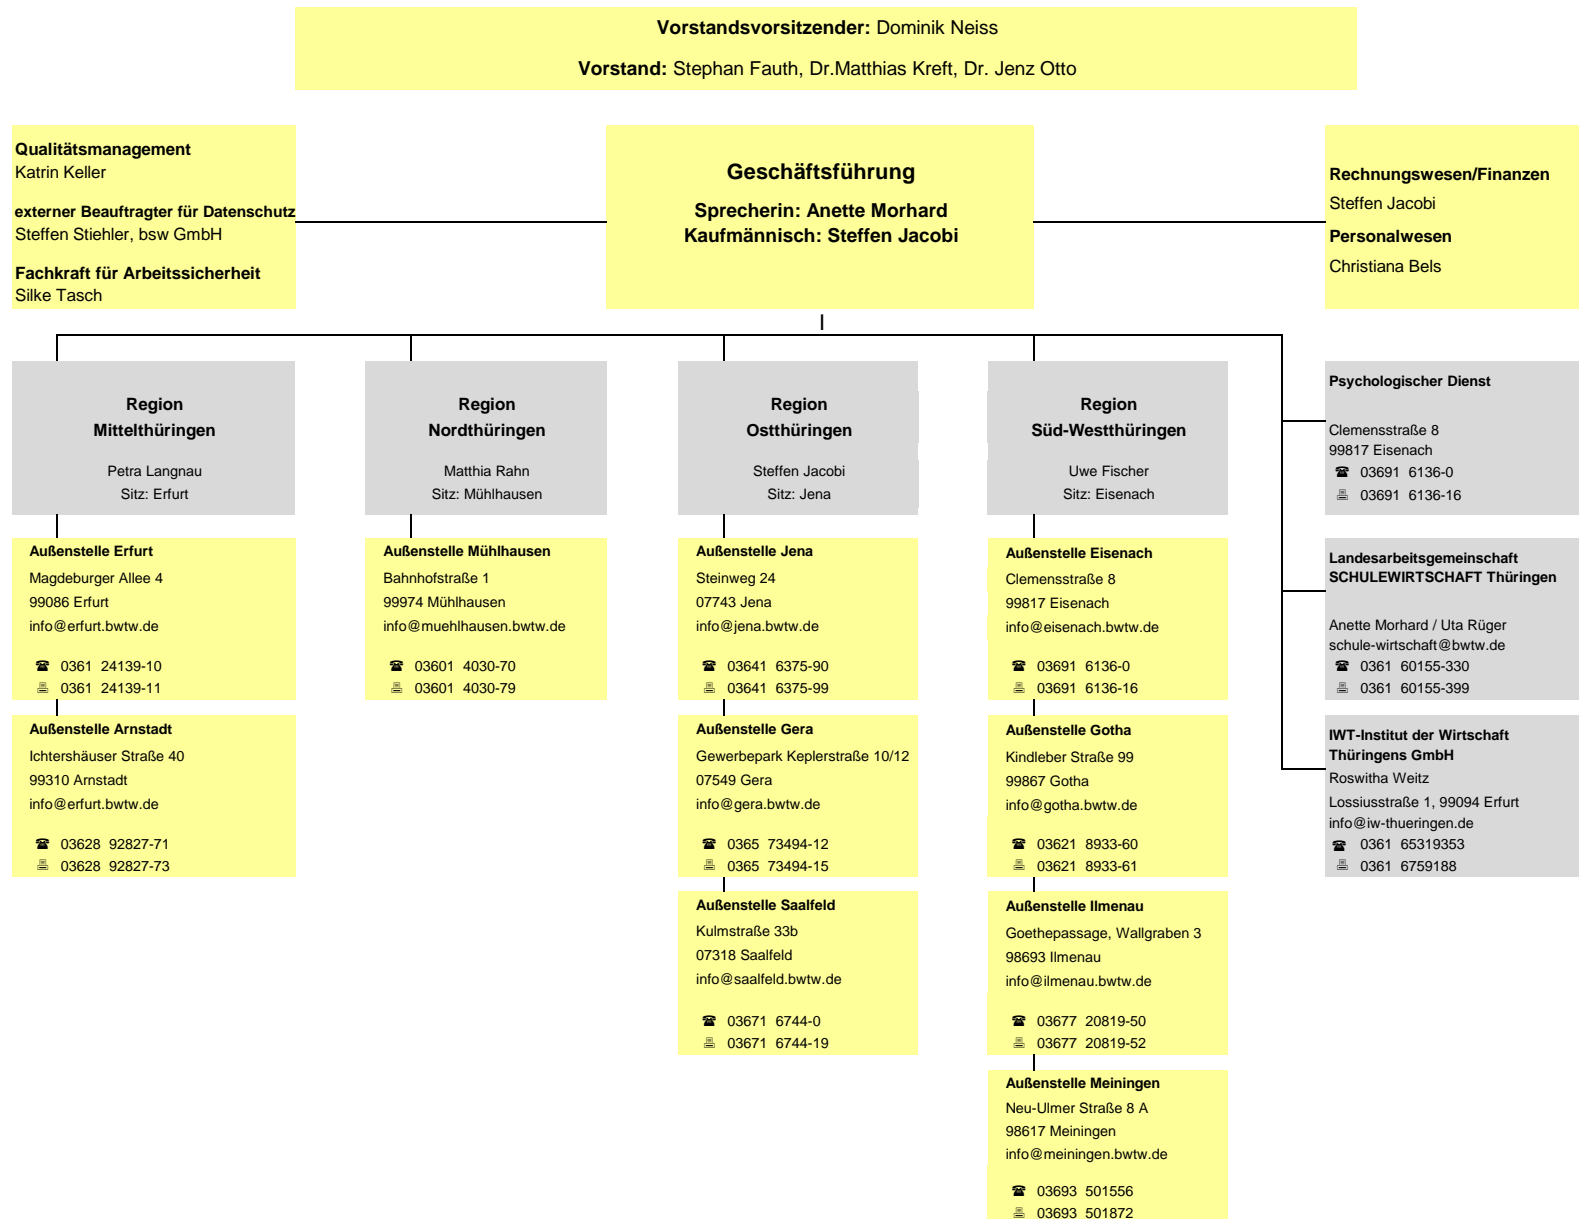 Vorstandsvorsitzender: Dominik Neiss
Vorstand: Stephan Fauth, Dr.Matthias Kreft, Dr. Jenz Otto
Qualitätsmanagement
Katrin Keller
externer Beauftragter für Datenschutz
Steffen Stiehler, bsw GmbH
Fachkraft für Arbeitssicherheit
Silke Tasch
Geschäftsführung
Sprecherin: Anette Morhard
Kaufmännisch: Steffen Jacobi
Rechnungswesen/Finanzen
Steffen Jacobi
Personalwesen
Christiana Bels
Region
Mittelthüringen
Petra Langnau
Sitz: Erfurt
Außenstelle Erfurt
Magdeburger Allee 4
99086 Erfurt
info@erfurt.bwtw.de
☎ 0361 24139-10
🖷 0361 24139-11
Außenstelle Arnstadt
Ichtershäuser Straße 40
99310 Arnstadt
info@erfurt.bwtw.de
☎ 03628 92827-71
🖷 03628 92827-73
Region
Nordthüringen
Matthia Rahn
Sitz: Mühlhausen
Außenstelle Mühlhausen
Bahnhofstraße 1
99974 Mühlhausen
info@muehlhausen.bwtw.de
☎ 03601 4030-70
🖷 03601 4030-79
Region
Ostthüringen
Steffen Jacobi
Sitz: Jena
Außenstelle Jena
Steinweg 24
07743 Jena
info@jena.bwtw.de
☎ 03641 6375-90
🖷 03641 6375-99
Außenstelle Gera
Gewerbepark Keplerstraße 10/12
07549 Gera
info@gera.bwtw.de
☎ 0365 73494-12
🖷 0365 73494-15
Außenstelle Saalfeld
Kulmstraße 33b
07318 Saalfeld
info@saalfeld.bwtw.de
☎ 03671 6744-0
🖷 03671 6744-19
Region
Süd-Westthüringen
Uwe Fischer
Sitz: Eisenach
Außenstelle Eisenach
Clemensstraße 8
99817 Eisenach
info@eisenach.bwtw.de
☎ 03691 6136-0
🖷 03691 6136-16
Außenstelle Gotha
Kindleber Straße 99
99867 Gotha
info@gotha.bwtw.de
☎ 03621 8933-60
🖷 03621 8933-61
Außenstelle Ilmenau
Goethepassage, Wallgraben 3
98693 Ilmenau
info@ilmenau.bwtw.de
☎ 03677 20819-50
🖷 03677 20819-52
Außenstelle Meiningen
Neu-Ulmer Straße 8 A
98617 Meiningen
info@meiningen.bwtw.de
☎ 03693 501556
🖷 03693 501872
Psychologischer Dienst
Clemensstraße 8
99817 Eisenach
☎ 03691 6136-0
🖷 03691 6136-16
Landesarbeitsgemeinschaft
SCHULEWIRTSCHAFT Thüringen
Anette Morhard / Uta Rüger
schule-wirtschaft@bwtw.de
☎ 0361 60155-330
🖷 0361 60155-399
IWT-Institut der Wirtschaft
Thüringens GmbH
Roswitha Weitz
Lossiusstraße 1, 99094 Erfurt
info@iw-thueringen.de
☎ 0361 65319353
🖷 0361 6759188